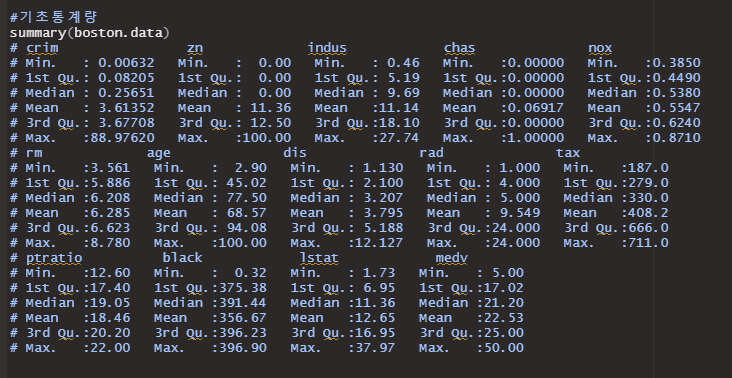 #기초통계량
summary(boston.data)
# crim zn indus chas nox
# Min. : 0.00632 Min. : 0.00 Min. : 0.46 Min. :0.00000 Min. :0.3850
# 1st Qu.: 0.08205 1st Qu.: 0.00 1st Qu.: 5.19 1st Qu.:0.00000 1st Qu.:0.4490
# Median : 0.25651 Median : 0.00 Median : 9.69 Median :0.00000 Median :0.5380
# Mean : 3.61352 Mean : 11.36 Mean :11.14 Mean :0.06917 Mean :0.5547
# 3rd Qu.: 3.67708 3rd Qu.: 12.50 3rd Qu.:18.10 3rd Qu.:0.00000 3rd Qu.:0.6240
# Max. :88.97620 Max. :100.00 Max. :27.74 Max. :1.00000 Max. :0.8710
# rm age dis rad tax
# Min. :3.561 Min. : 2.90 Min. : 1.130 Min. : 1.000 Min. :187.0
# 1st Qu.:5.886 1st Qu.: 45.02 1st Qu.: 2.100 1st Qu.: 4.000 1st Qu.:279.0
# Median :6.208 Median : 77.50 Median : 3.207 Median : 5.000 Median :330.0
# Mean :6.285 Mean : 68.57 Mean : 3.795 Mean : 9.549 Mean :408.2
# 3rd Qu.:6.623 3rd Qu.: 94.08 3rd Qu.: 5.188 3rd Qu.:24.000 3rd Qu.:666.0
# Max. :8.780 Max. :100.00 Max. :12.127 Max. :24.000 Max. :711.0
# ptratio black lstat medv
# Min. :12.60 Min. : 0.32 Min. : 1.73 Min. : 5.00
# 1st Qu.:17.40 1st Qu.:375.38 1st Qu.: 6.95 1st Qu.:17.02
# Median :19.05 Median :391.44 Median :11.36 Median :21.20
# Mean :18.46 Mean :356.67 Mean :12.65 Mean :22.53
# 3rd Qu.:20.20 3rd Qu.:396.23 3rd Qu.:16.95 3rd Qu.:25.00
# Max. :22.00 Max. :396.90 Max. :37.97 Max. :50.00